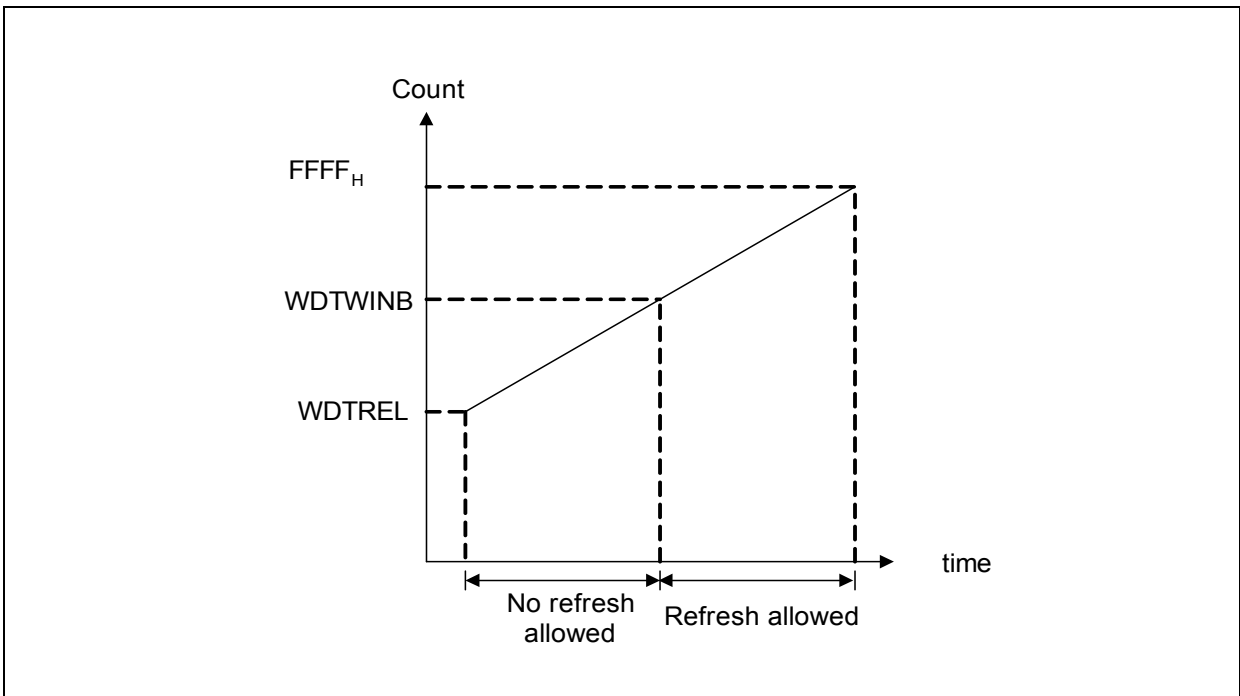 Count
FFFFH
WDTWINB
WDTREL
time
No refresh
allowed
Refresh allowed